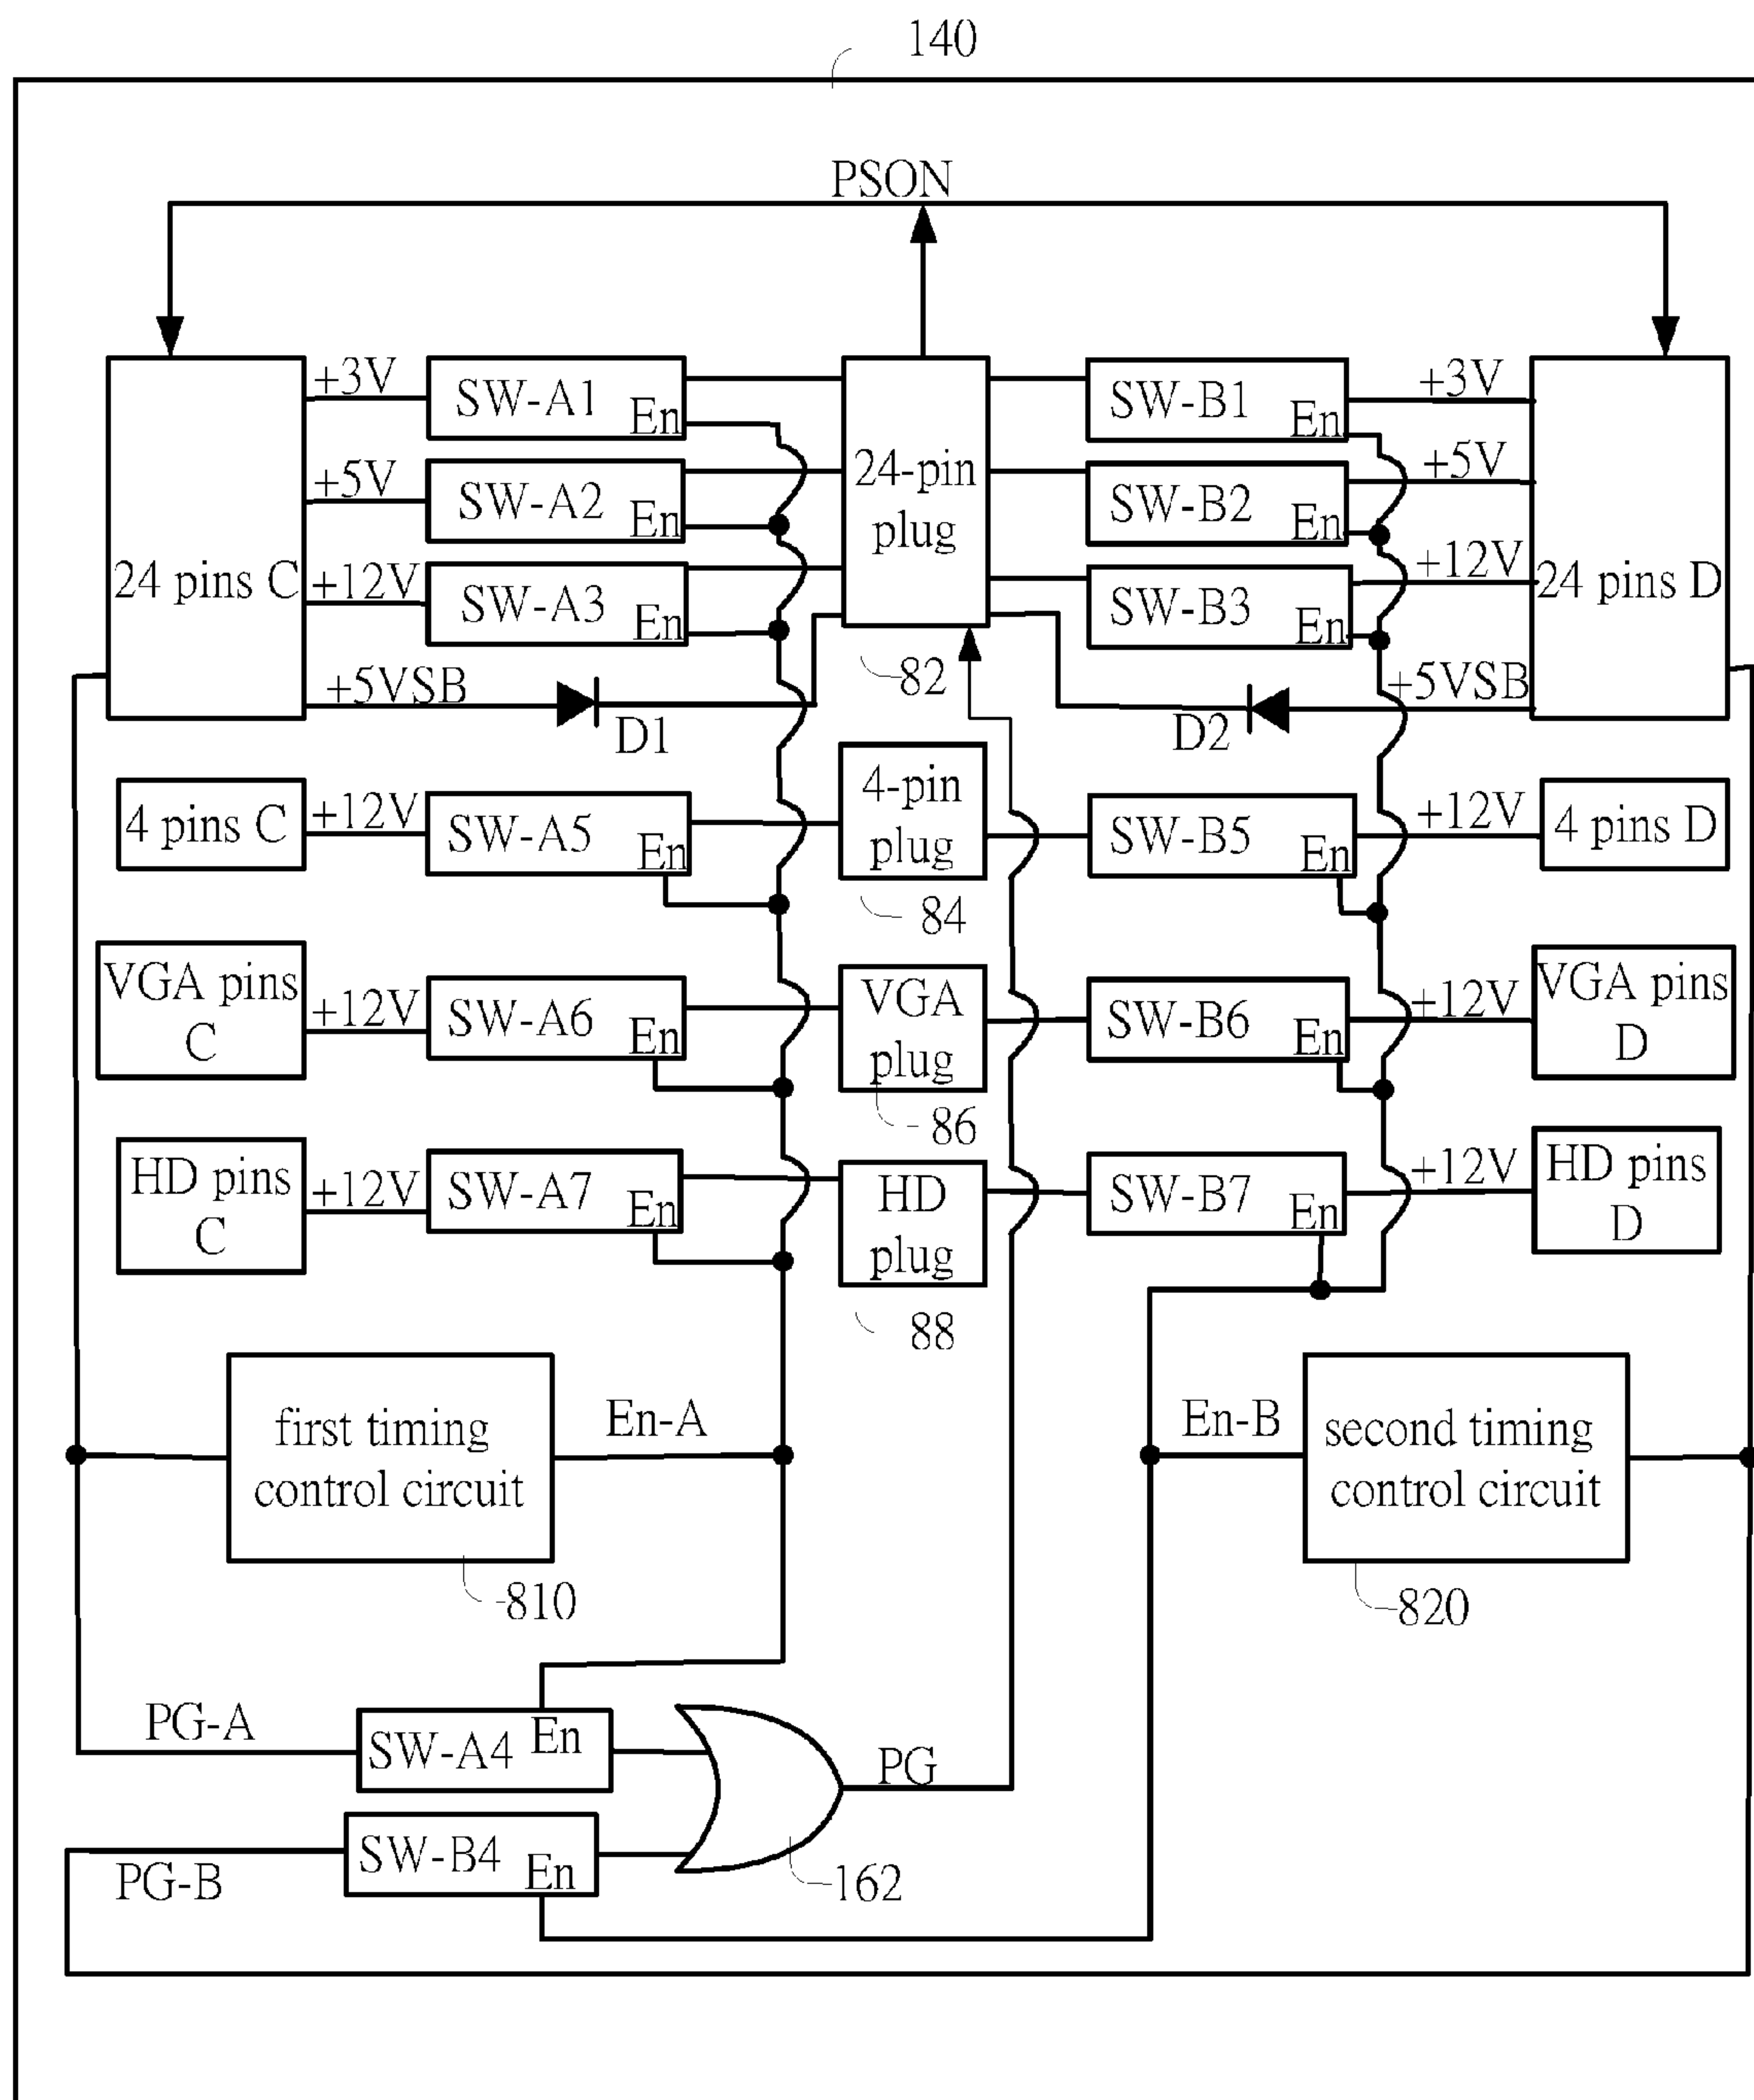 140
PSON
+3V
SW-A1
En
SW-B1
En
+3V
+5V
SW-A2
En
24-pin
plug
SW-B2
En
+5V
24 pins C
+12V
SW-A3
En
SW-B3
En
+12V
24 pins D
82
+5VSB
D1
D2
+5VSB
4 pins C
+12V
SW-A5
En
4-pin
plug
SW-B5
En
+12V
4 pins D
84
VGA pins
C
+12V
SW-A6
En
VGA
plug
SW-B6
En
+12V
VGA pins
D
86
HD pins
C
+12V
SW-A7
En
HD
plug
SW-B7
En
+12V
HD pins
D
88
first timing
control circuit
En-A
En-B
second timing
control circuit
810
820
PG-A
SW-A4
En
PG
PG-B
SW-B4
En
162